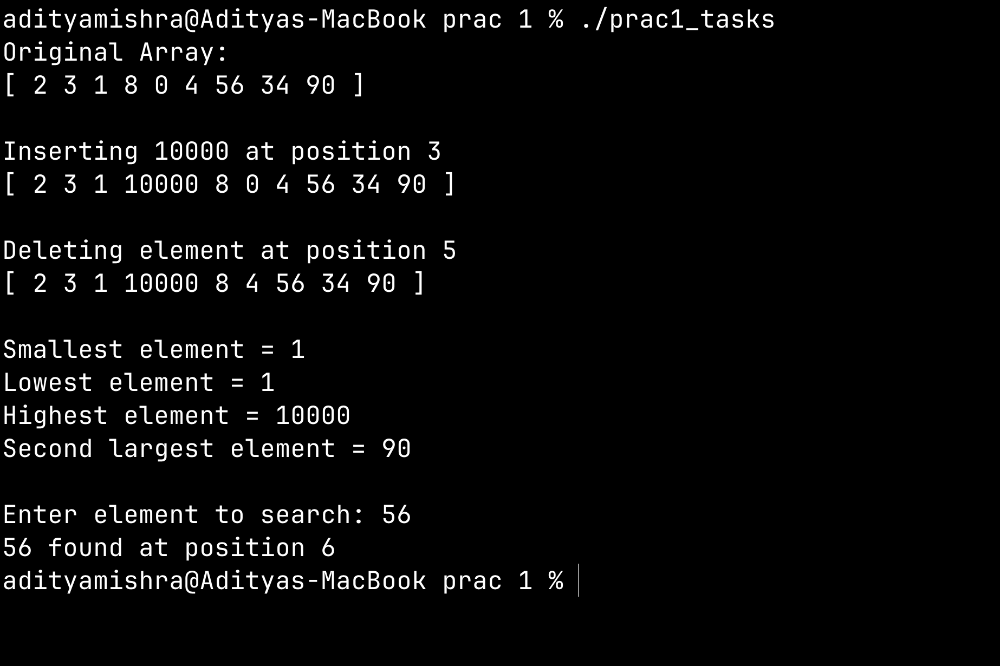 adityamishra@Adityas-MacBook prac 1 % ./prac1_tasks
Original Array:
[ 2 3 1 8 0 4 56 34 90 ]
Inserting 10000 at position 3
[ 2 3 1 10000 8 0 4 56 34 90 ]
Deleting element at position 5
[ 2 3 1 10000 8 4 56 34 90 ]
Smallest element = 1
Lowest element = 1
Highest element = 10000
Second largest element = 90
Enter element to search: 56
56 found at position 6
adityamishra@Adityas-MacBook prac 1 %